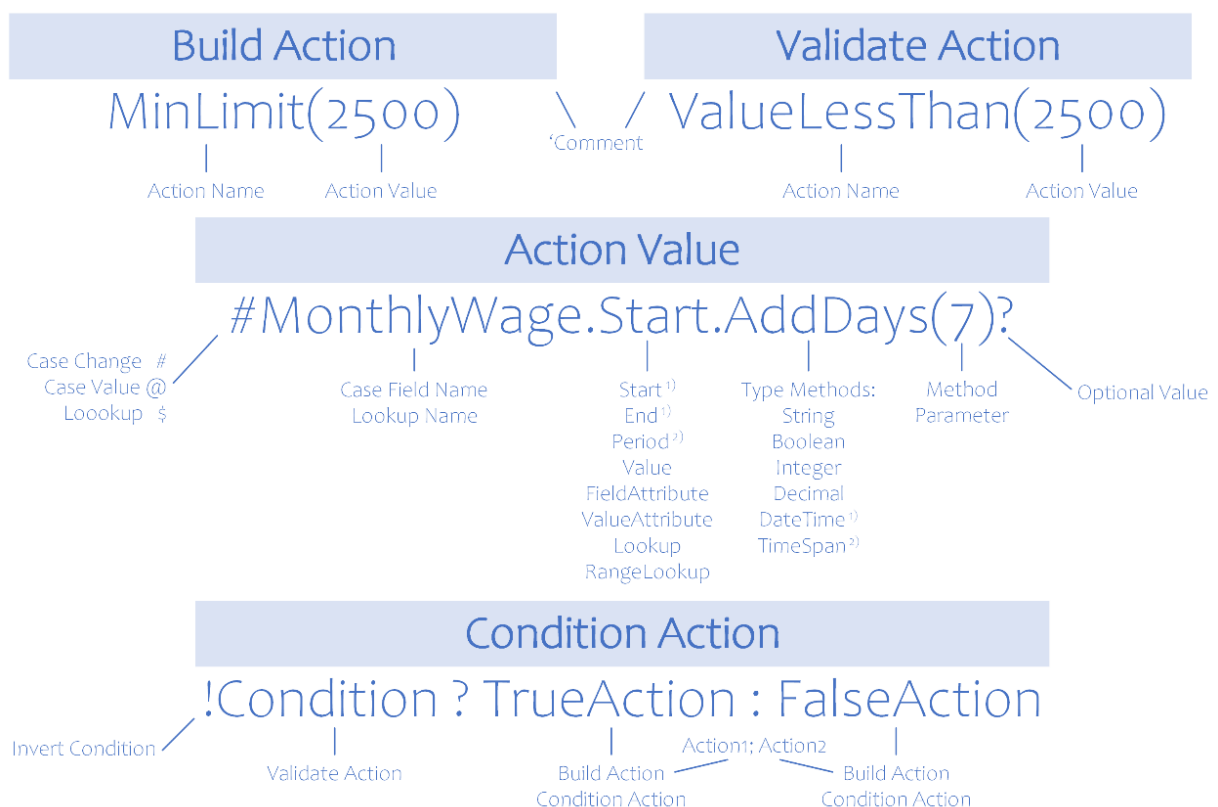 Build Action
Validate Action
MinLimit(2500)
ValueLessThan(2500)
‘Comment
Action Name
Action Value
Action Name
Action Value
Action Value
#MonthlyWage.Start.AddDays(7)?
Case Change #
Case Value @
Loookup $
Case Field Name
Lookup Name
Start 1)
End 1)
Period 2)
Value
FieldAttribute
ValueAttribute
Lookup
RangeLookup
Type Methods:
String
Boolean
Integer
Decimal
DateTime 1)
TimeSpan 2)
Method
Parameter
Optional Value
Condition Action
!Condition ? TrueAction : FalseAction
Invert Condition
Validate Action
Action1; Action2
Build Action
Condition Action
Build Action
Condition Action